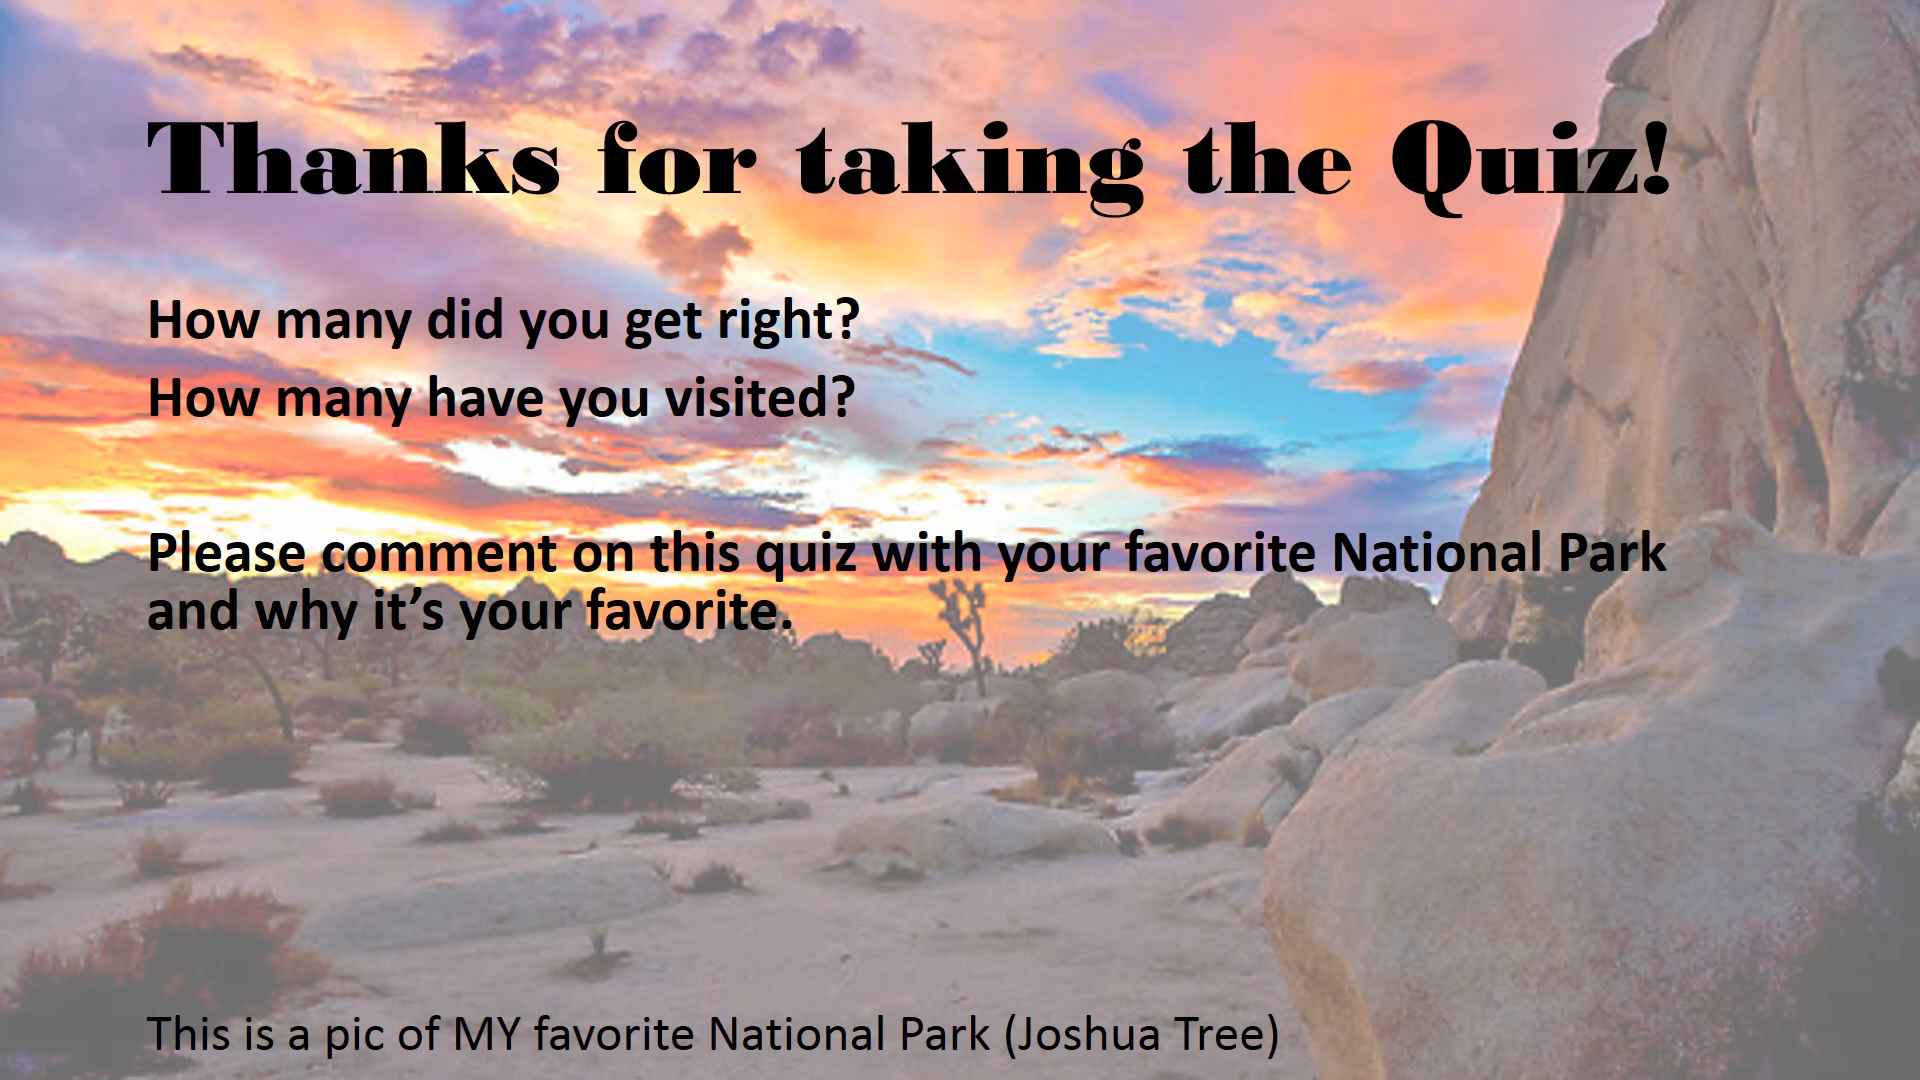 Thanks for taking the Quiz!
How many did you get right?
How many have you visited?
Please comment on this quiz with your favorite National Park
and why it’s your favorite.
This is a pic of MY favorite National Park (Joshua Tree)